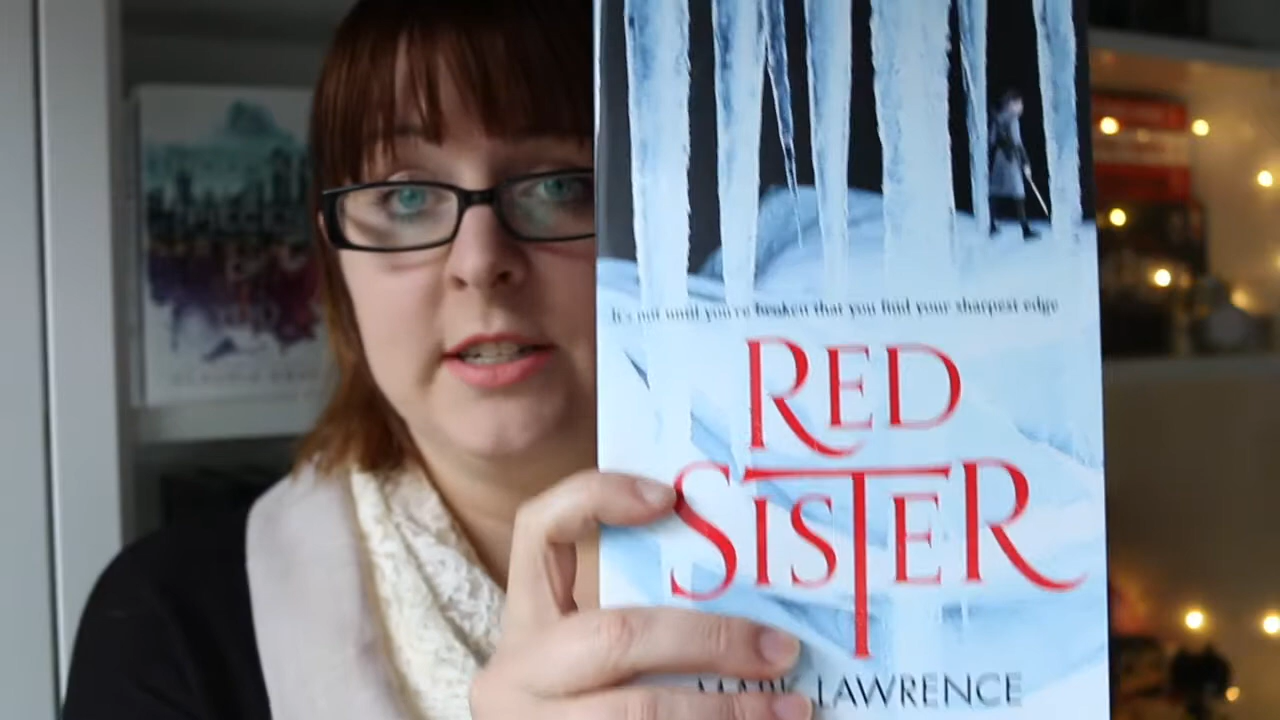 It's not until you're broken that you find your sharpest edge
RED
SISTER
MARK LAWRENCE